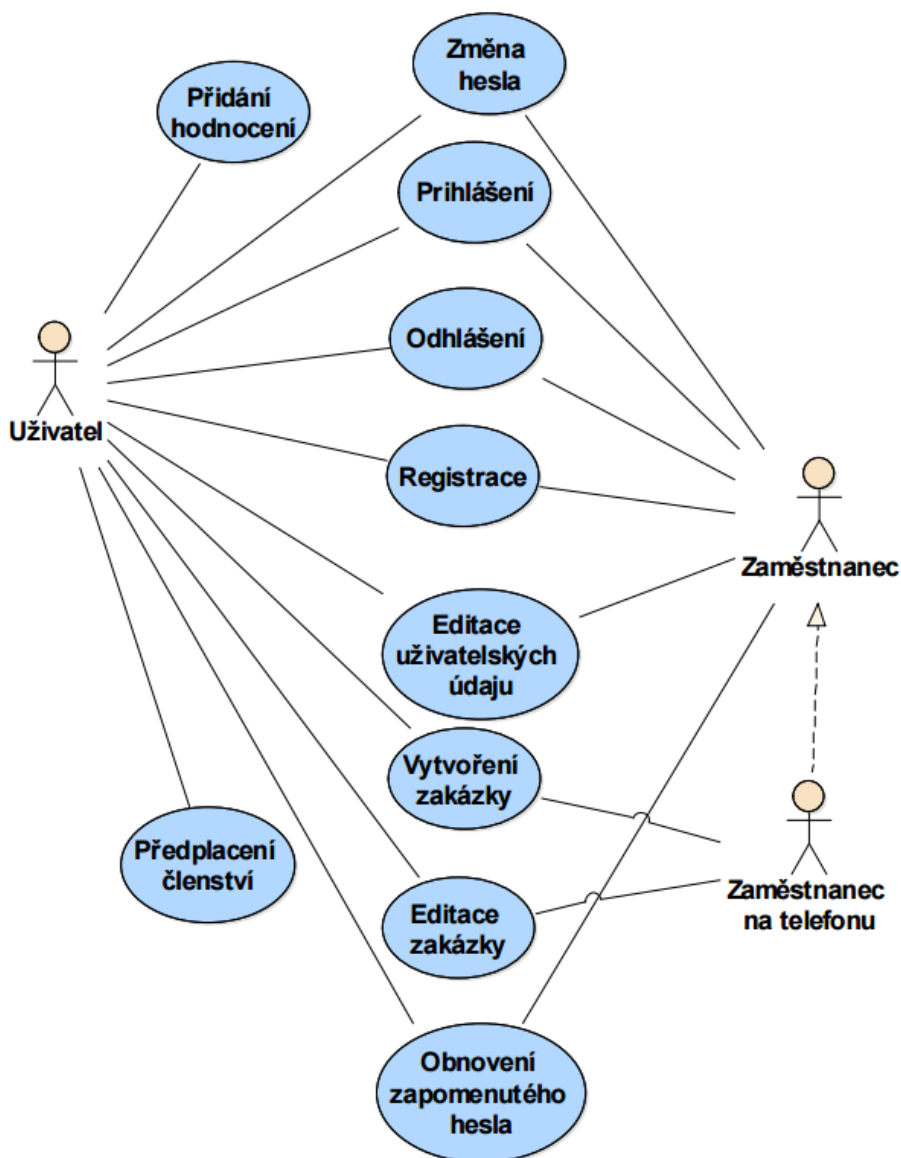 Změna
hesla
Přidání
hodnocení
Prihlášení
Odhlášení
Uživatel
Registrace
Zaměstnanec
Editace
uživatelských
údaju
Vytvoření
zakázky
Předplacení
členství
Zaměstnanec
na telefonu
Editace
zakázky
Obnovení
zapomenutého
hesla